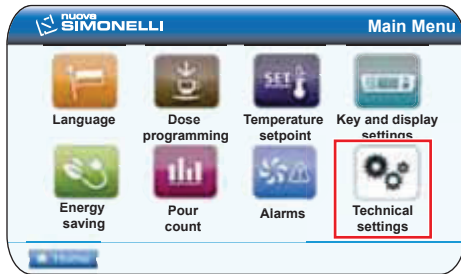 nuova
SIMONELLI
Main Menu
SET
Language
Dose
programming
Temperature
setpoint
Key and display
settings
Energy
saving
Pour
count
Alarms
Technical
settings
Home